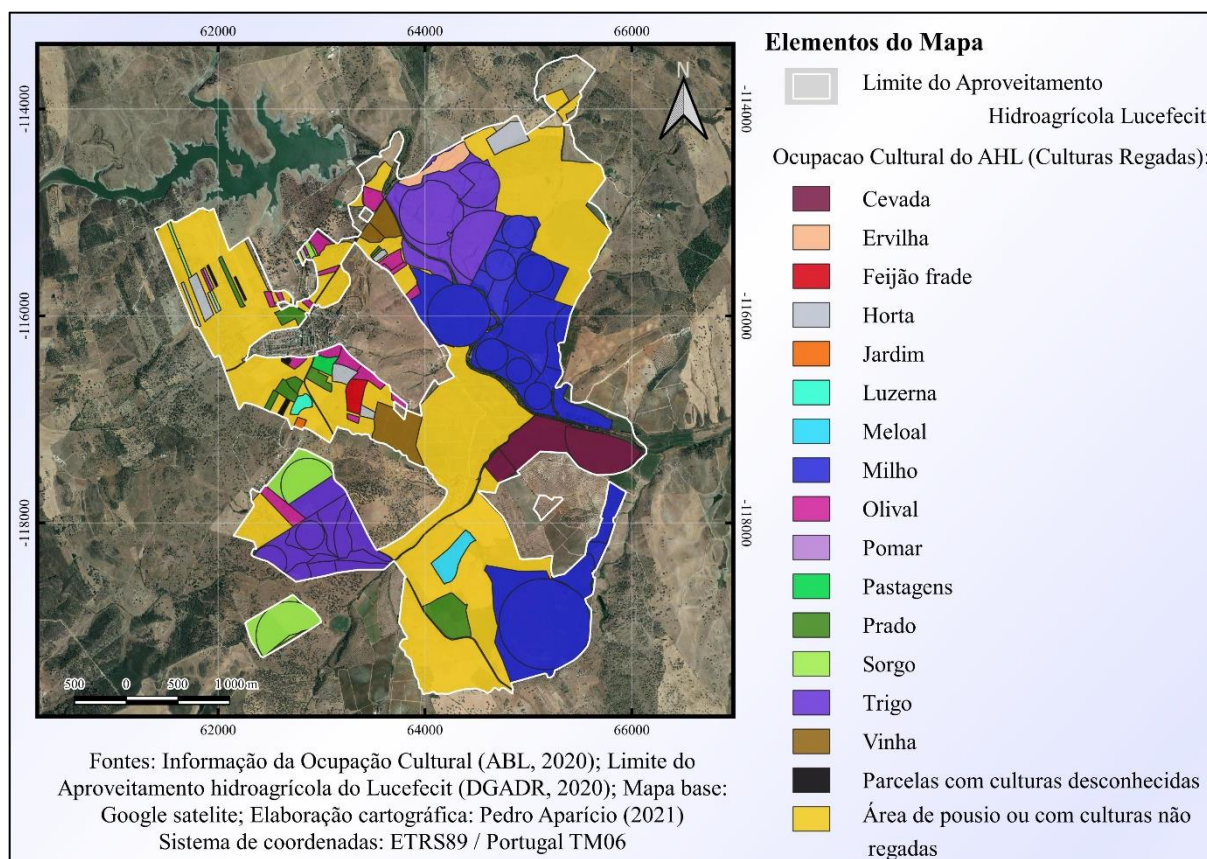 62000 64000 66000
-114000 -114000
-116000 -116000
-118000 -118000
N
500 0 500 1 000 m
62000 64000 66000
Elementos do Mapa
Limite do Aproveitamento
Hidroagrícola Lucefecit
Ocupacao Cultural do AHL (Culturas Regadas):
Cevada
Ervilha
Feijão frade
Horta
Jardim
Luzerna
Meloal
Milho
Olival
Pomar
Pastagens
Prado
Sorgo
Trigo
Vinha
Parcelas com culturas desconhecidas
Área de pousio ou com culturas não
regadas
Fontes: Informação da Ocupação Cultural (ABL, 2020); Limite do
Aproveitamento hidroagrícola do Lucefecit (DGADR, 2020); Mapa base:
Google satelite; Elaboração cartográfica: Pedro Aparício (2021)
Sistema de coordenadas: ETRS89 / Portugal TM06